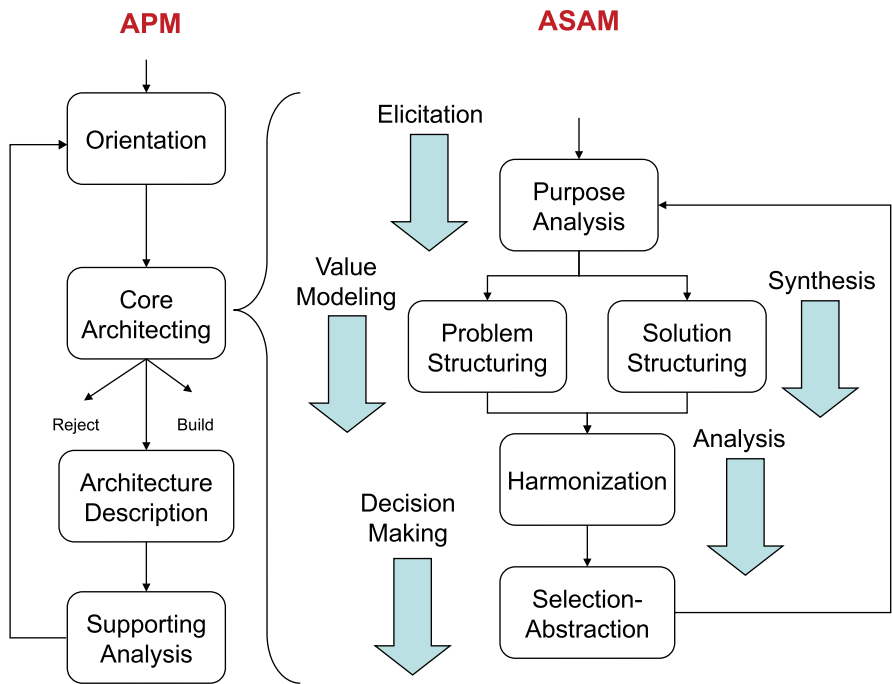 APM
Orientation
Core
Architecting
Reject
Build
Architecture
Description
Supporting
Analysis
ASAM
Elicitation
Purpose
Analysis
Value
Modeling
Synthesis
Problem
Structuring
Solution
Structuring
Analysis
Harmonization
Decision
Making
Selection-
Abstraction